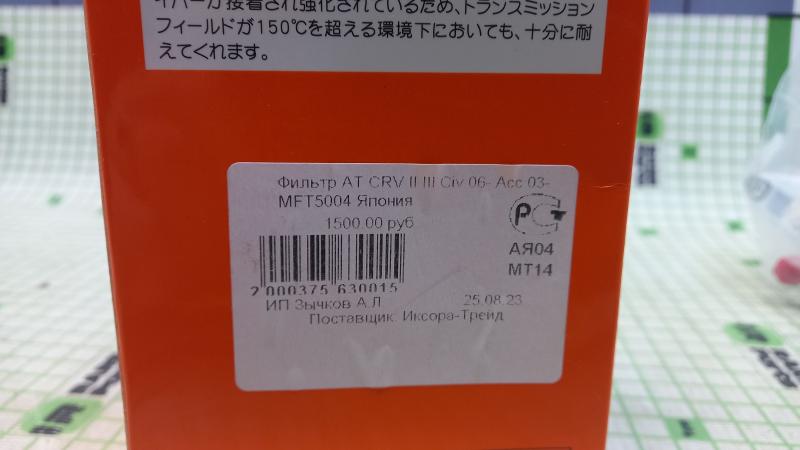 イバーが接着され強化されているため、トランスミッション
フィールドが150℃を超える環境下においても、十分に耐
えてくれます。
Фильтр АТ CRV II III Civ 06- Acc 03-
MFT5004 Япония
1500.00 руб
РСТ
АЯ04
МТ14
2 000375 630015
ИП Зычков А.Л
25.08.23
Поставщик: Иксора-Трейд